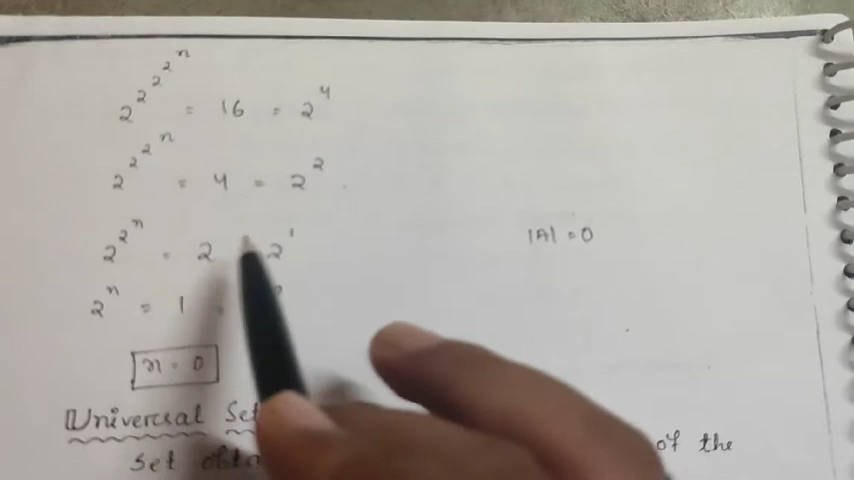 2^2^2^2^n = 16 = 2^4
2^2^2^n = 4 = 2^2
2^2^n = 2 2^1
|A| = 0
2^n = 1 =
n = 0
Universal Set
of the
Set